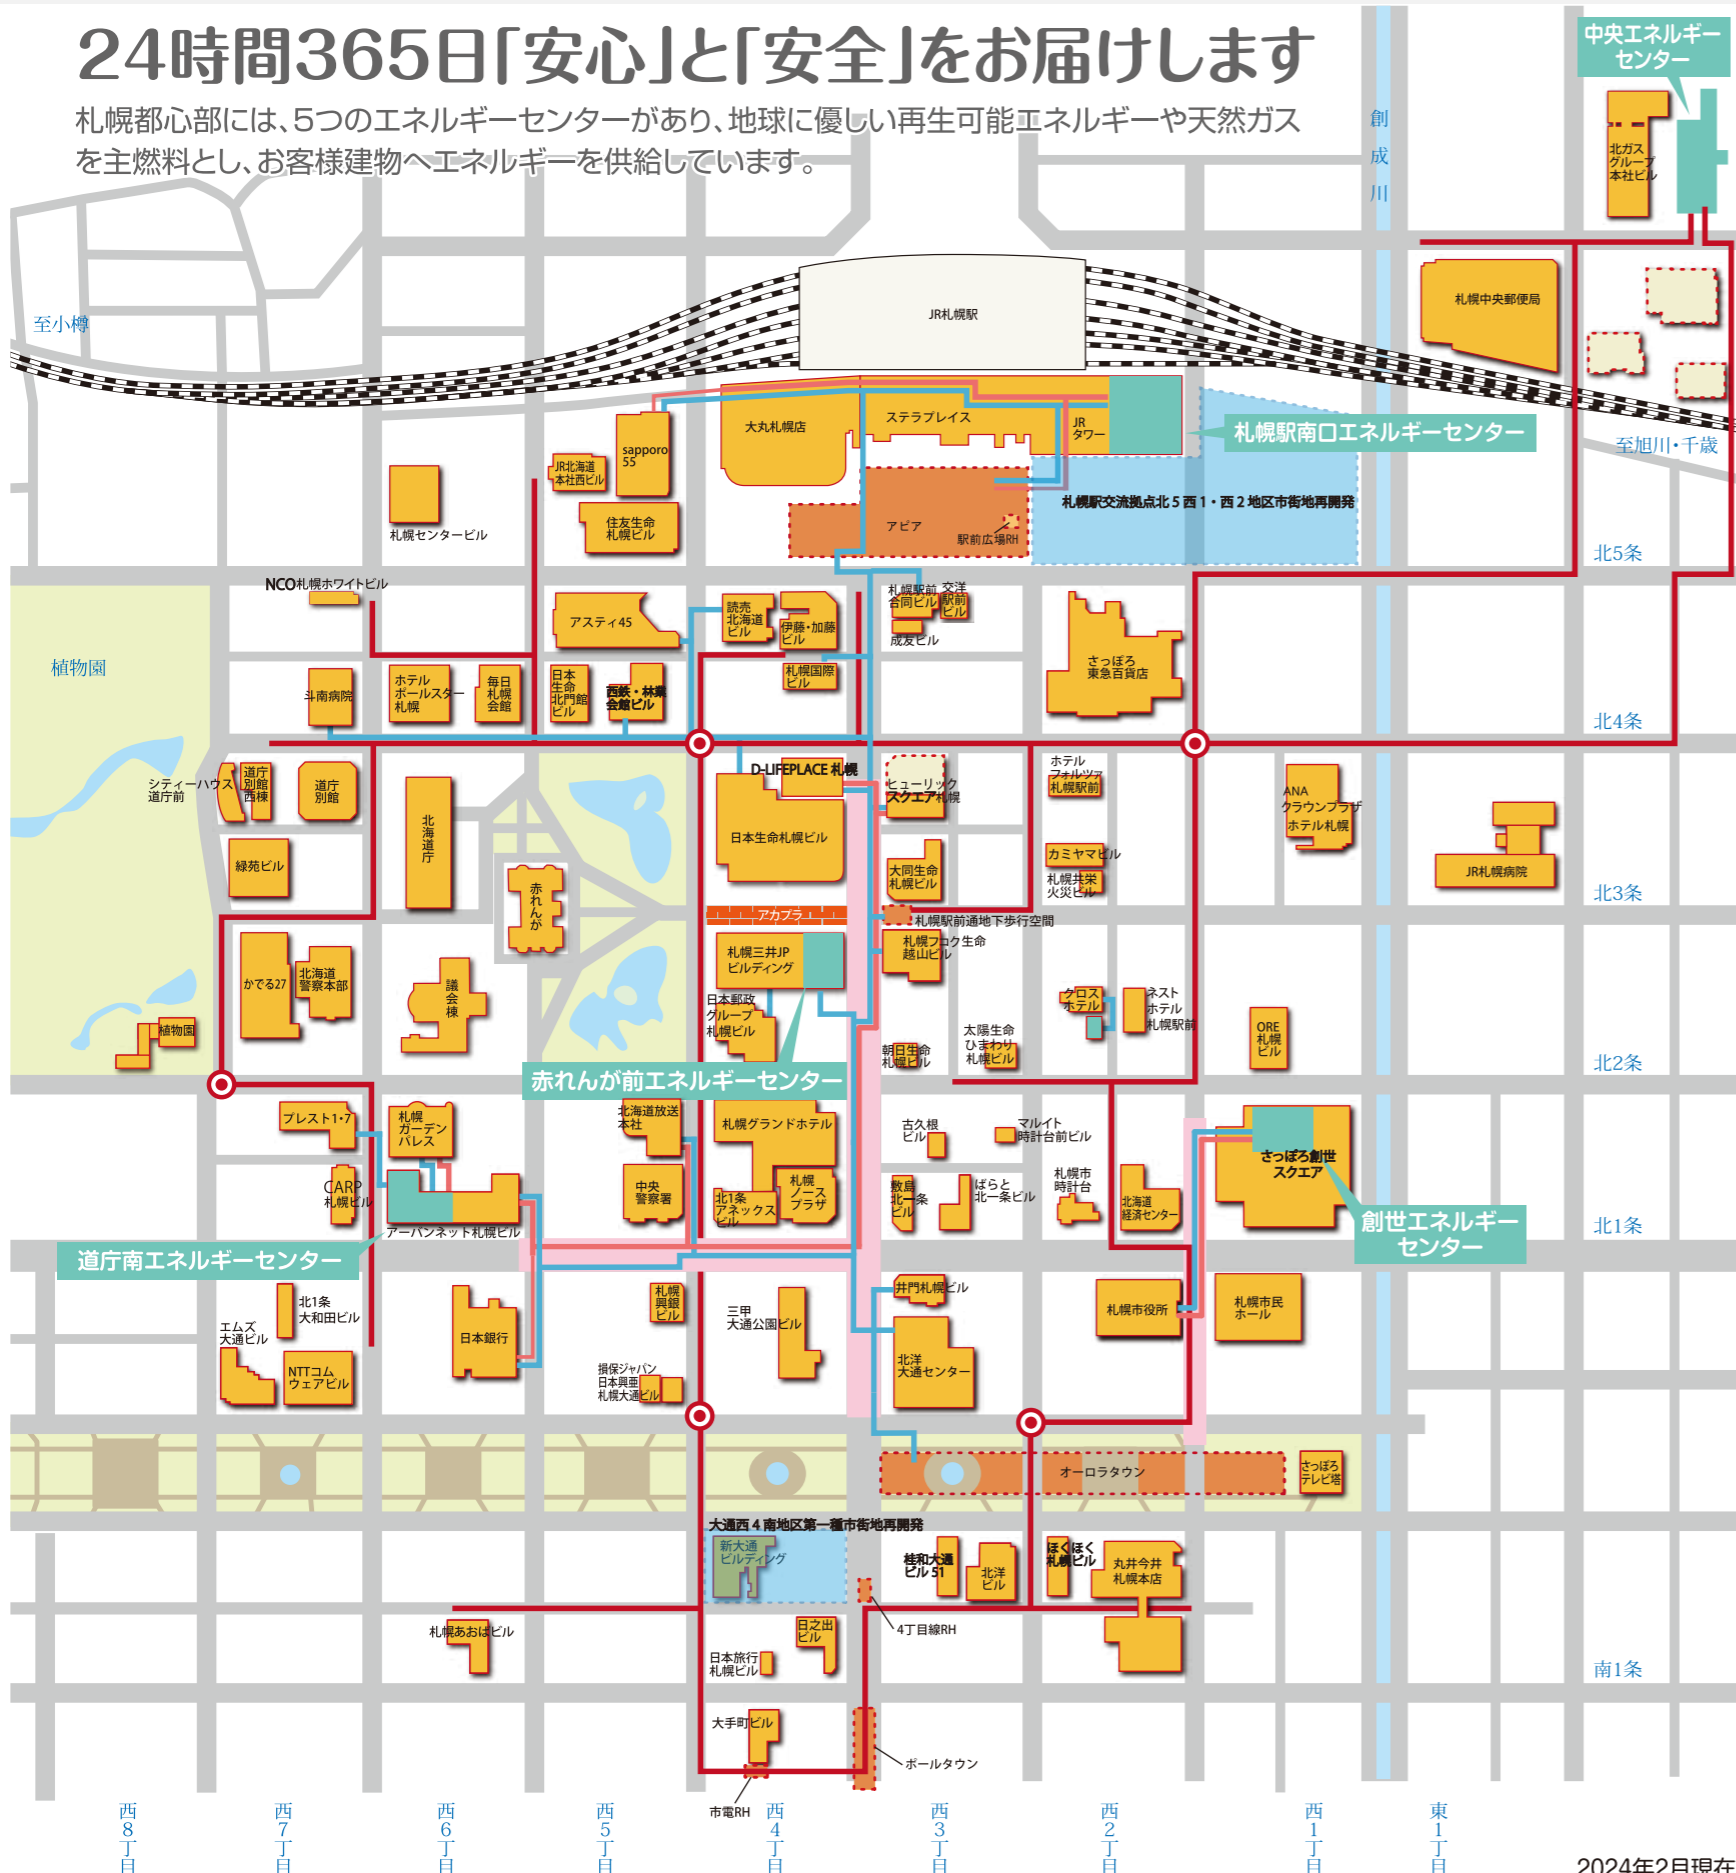 24時間365日「安心」と「安全」をお届けします
札幌都心部には、5つのエネルギーセンターがあり、地球に優しい再生可能エネルギーや天然ガス
を主燃料とし、お客様建物へエネルギーを供給しています。
中央エネルギー
センター
創成川
北ガス
グループ
本社ビル
札幌中央郵便局
至小樽
JR札幌駅
至旭川・千歳
札幌駅南口エネルギーセンター
大丸札幌店
ステラプレイス
JR
タワー
sapporo
55
JR北海道
本社西ビル
住友生命
札幌ビル
札幌センタービル
アピア
駅前広場RH
札幌駅交流拠点北5西1・西2地区市街地再開発
北5条
NCO札幌ホワイトビル
アスティ45
読売
北海道
ビル
伊藤・加藤
ビル
札幌駅前
合同ビル
交洋
駅前
ビル
成友ビル
札幌国際
ビル
さっぽろ
東急百貨店
植物園
斗南病院
ホテル
ポールスター
札幌
毎日
札幌
会館
日本
生命
北門館
ビル
西鉄・林業
会館ビル
北4条
シティーハウス
道庁前
道庁
別館
西棟
道庁
別館
北海道庁
緑苑ビル
赤れんが
D-LIFEPLACE 札幌
日本生命札幌ビル
ヒューリック
スクエア札幌
大同生命
札幌ビル
ホテル
フォルツァ
札幌駅前
カミヤマビル
札幌共栄
火災ビル
ANA
クラウンプラザ
ホテル札幌
JR札幌病院
北3条
アカプラ
札幌駅前通地下歩行空間
札幌三井JP
ビルディング
札幌フコク生命
越山ビル
かでる27
北海道
警察本部
議会棟
日本郵政
グループ
札幌ビル
クロス
ホテル
ネスト
ホテル
札幌駅前
ORE
札幌
ビル
植物園
朝日生命
札幌ビル
太陽生命
ひまわり
札幌ビル
北2条
赤れんが前エネルギーセンター
プレスト1・7
札幌
ガーデン
パレス
北海道放送
本社
札幌グランドホテル
古久根
ビル
マルイト
時計台前ビル
さっぽろ創世
スクエア
CARP
札幌ビル
アーバンネット札幌ビル
中央
警察署
北1条
アネックス
ビル
札幌
ノース
プラザ
敷島
北一条
ビル
ばらと
北一条ビル
札幌市
時計台
北海道
経済センター
創世エネルギー
センター
北1条
道庁南エネルギーセンター
北1条
大和田ビル
エムズ
大通ビル
NTTコム
ウェアビル
日本銀行
札幌
興銀
ビル
三甲
大通公園ビル
損保ジャパン
日本興亜
札幌大通ビル
井門札幌ビル
北洋
大通センター
札幌市役所
札幌市民
ホール
オーロラタウン
さっぽろ
テレビ塔
大通西4南地区第一種市街地再開発
新大通
ビルディング
桂和大通
ビル51
北洋
ビル
ほくほく
札幌ビル
丸井今井
札幌本店
4丁目線RH
札幌あおばビル
日之出
ビル
日本旅行
札幌ビル
南1条
大手町ビル
ポールタウン
市電RH
西8丁目
西7丁目
西6丁目
西5丁目
西4丁目
西3丁目
西2丁目
西1丁目
東1丁目
2024年2月現在